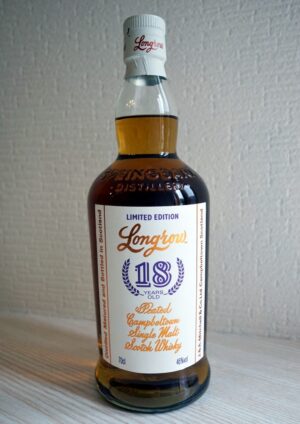 Longrow
SPRINGBANK
DISTILLERY
LIMITED EDITION
Longrow
18
YEARS
OLD
Peated
Campbeltown
Single Malt
Scotch Whisky
70cl 46%vol
Distilled, Matured and Bottled in Scotland
J & A Mitchell & Co Ltd Campbeltown Scotland